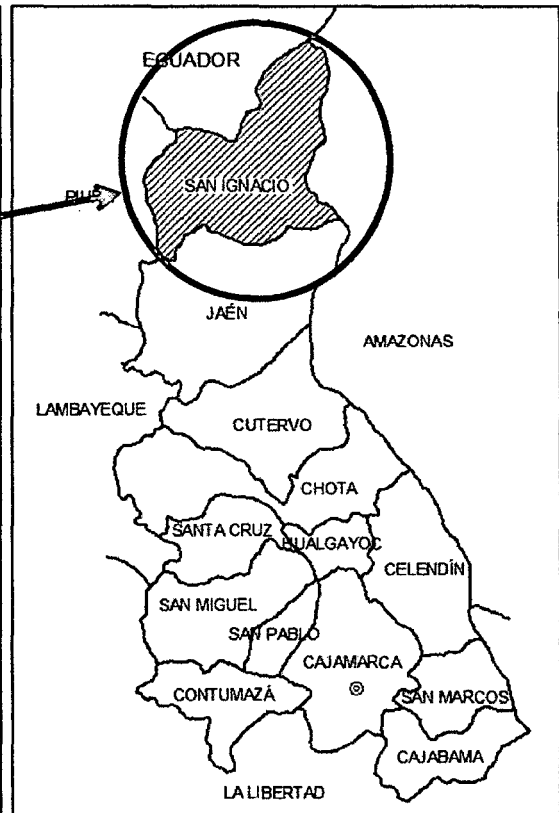 ECUADOR
SAN IGNACIO
JAÉN
AMAZONAS
LAMBAYEQUE
CUTERVO
CHOTA
SANTA CRUZ
HUALGAYOC
CELENDÍN
SAN MIGUEL
SAN PABLO
CAJAMARCA
CONTUMAZÁ
SAN MARCOS
CAJABAMA
LA LIBERTAD